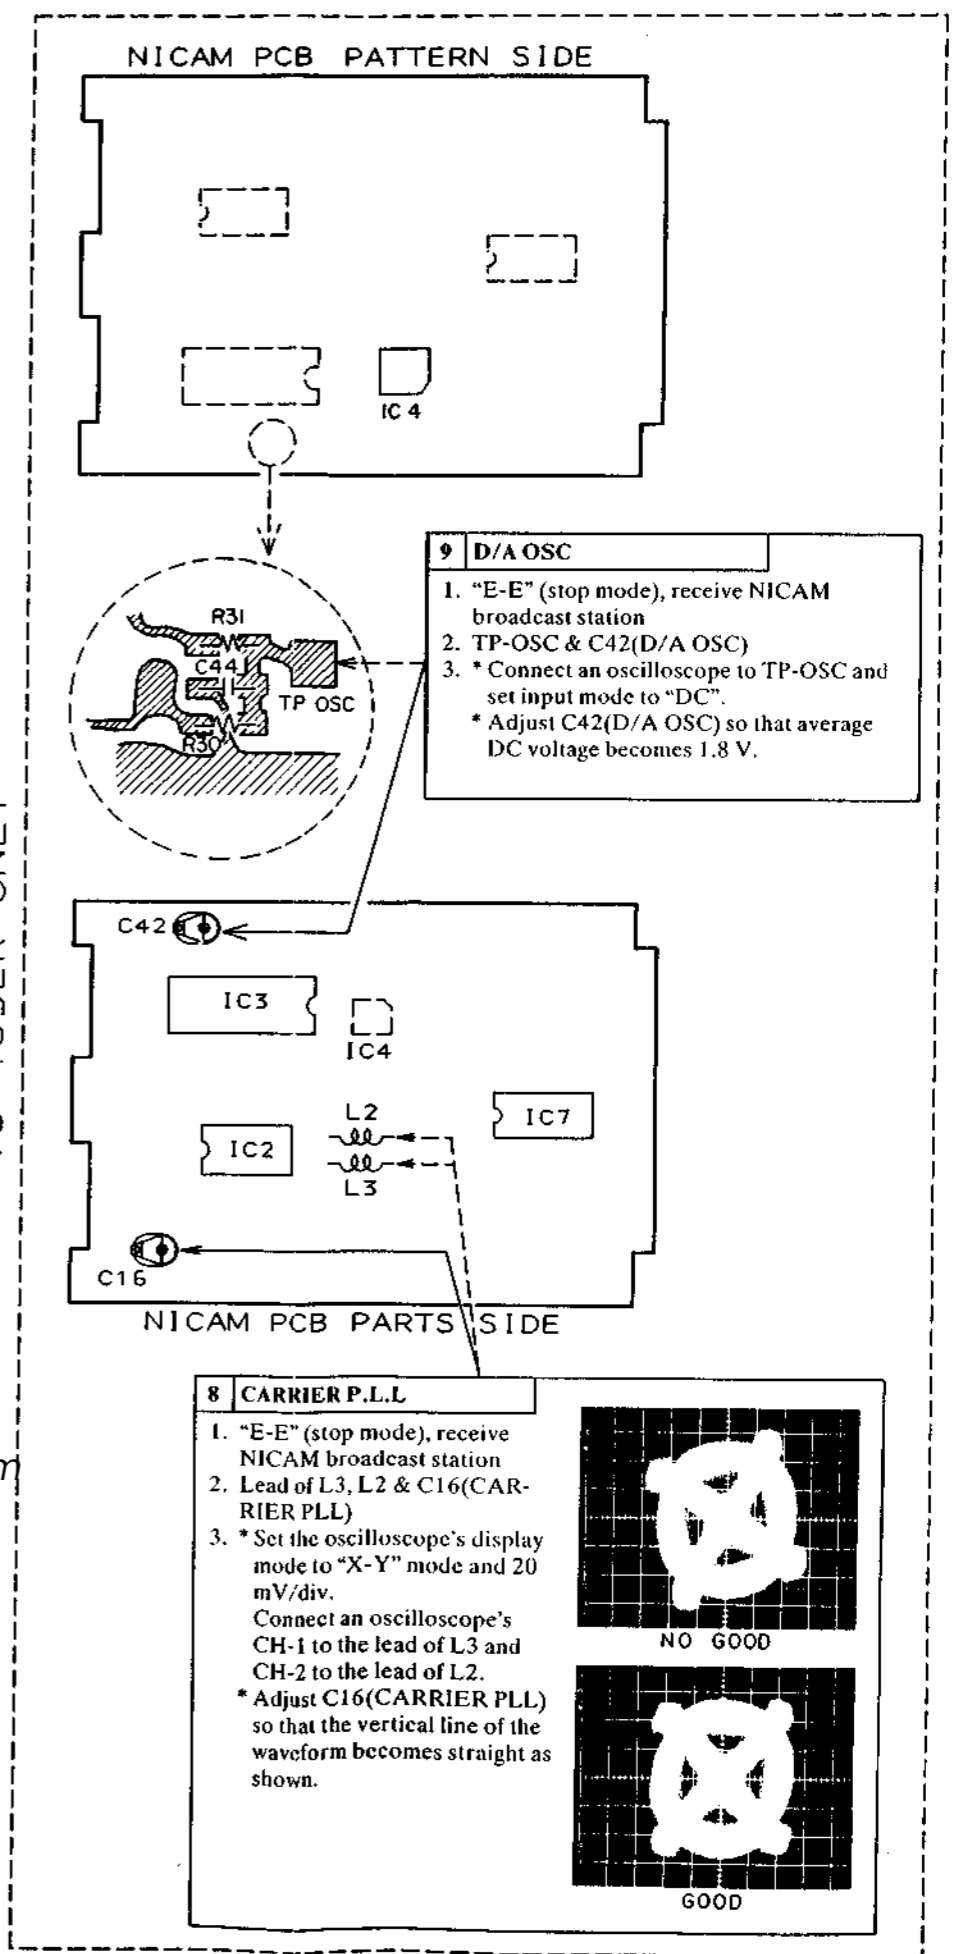 NICAM PCB PATTERN SIDE
IC 4
R31
C44
TP OSC
R30
9 D/A OSC
1. “E-E” (stop mode), receive NICAM
broadcast station
2. TP-OSC & C42(D/A OSC)
3. * Connect an oscilloscope to TP-OSC and
set input mode to “DC”.
* Adjust C42(D/A OSC) so that average
DC voltage becomes 1.8 V.
C42
IC3
IC4
L2
IC7
IC2
L3
C16
NICAM PCB PARTS SIDE
8 CARRIER P.L.L
1. “E-E” (stop mode), receive
NICAM broadcast station
2. Lead of L3, L2 & C16(CAR-
RIER PLL)
3. * Set the oscilloscope's display
mode to “X-Y” mode and 20
mV/div.
Connect an oscilloscope's
CH-1 to the lead of L3 and
CH-2 to the lead of L2.
* Adjust C16(CARRIER PLL)
so that the vertical line of the
waveform becomes straight as
shown.
NO GOOD
GOOD